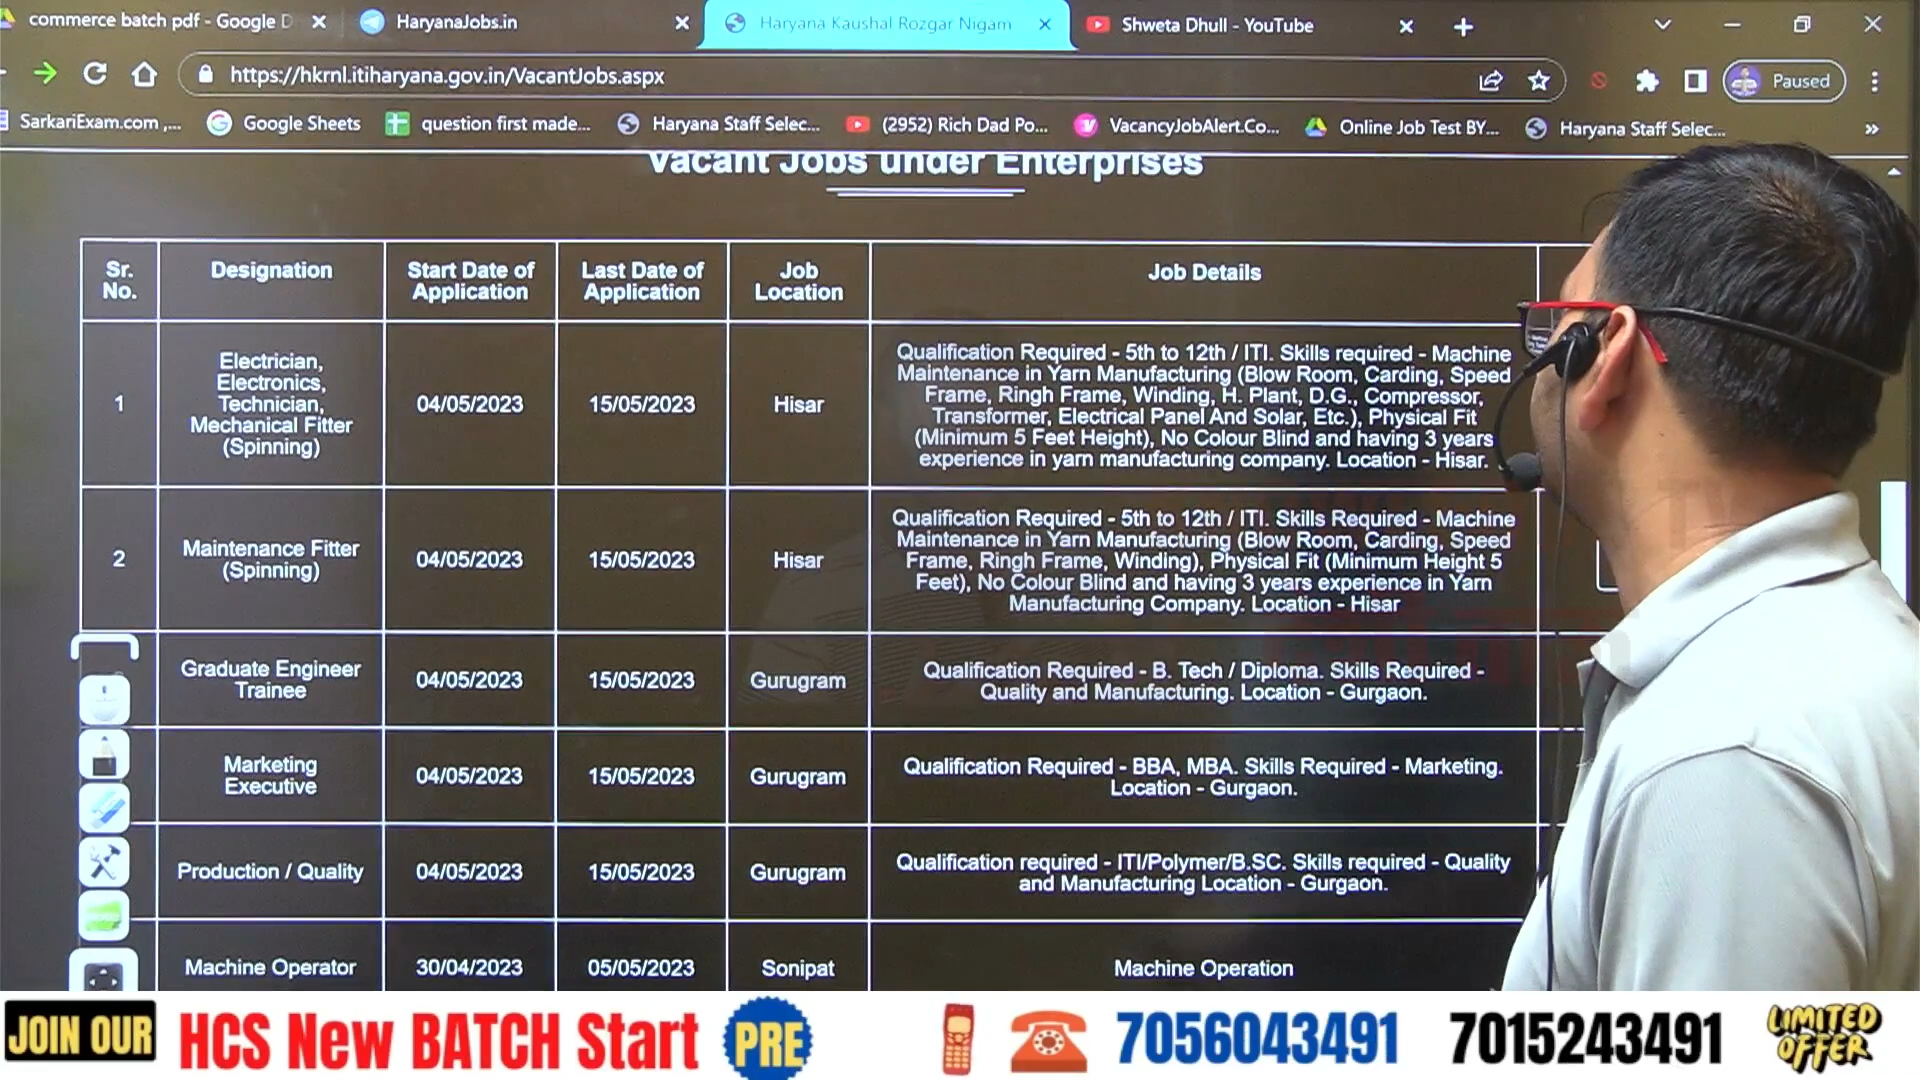 commerce batch pdf - Google D
HaryanaJobs.in
Haryana Kaushal Rozgar Nigam
Shweta Dhull - YouTube
https://hkrnl.itiharyana.gov.in/VacantJobs.aspx
Paused
SarkariExam.com ,...
Google Sheets
question first made...
Haryana Staff Selec...
(2952) Rich Dad Po...
VacancyJobAlert.Co...
Online Job Test BY...
Haryana Staff Selec...
Vacant Jobs under Enterprises
Sr.
No.
Designation
Start Date of
Application
Last Date of
Application
Job
Location
Job Details
1
Electrician,
Electronics,
Technician,
Mechanical Fitter
(Spinning)
04/05/2023
15/05/2023
Hisar
Qualification Required - 5th to 12th / ITI. Skills required - Machine
Maintenance in Yarn Manufacturing (Blow Room, Carding, Speed
Frame, Ringh Frame, Winding, H. Plant, D.G., Compressor,
Transformer, Electrical Panel And Solar, Etc.), Physical Fit
(Minimum 5 Feet Height), No Colour Blind and having 3 years
experience in yarn manufacturing company. Location - Hisar.
2
Maintenance Fitter
(Spinning)
04/05/2023
15/05/2023
Hisar
Qualification Required - 5th to 12th / ITI. Skills Required - Machine
Maintenance in Yarn Manufacturing (Blow Room, Carding, Speed
Frame, Ringh Frame, Winding), Physical Fit (Minimum Height 5
Feet), No Colour Blind and having 3 years experience in Yarn
Manufacturing Company. Location - Hisar
Graduate Engineer
Trainee
04/05/2023
15/05/2023
Gurugram
Qualification Required - B. Tech / Diploma. Skills Required -
Quality and Manufacturing. Location - Gurgaon.
Marketing
Executive
04/05/2023
15/05/2023
Gurugram
Qualification Required - BBA, MBA. Skills Required - Marketing.
Location - Gurgaon.
Production / Quality
04/05/2023
15/05/2023
Gurugram
Qualification required - ITI/Polymer/B.SC. Skills required - Quality
and Manufacturing Location - Gurgaon.
Machine Operator
30/04/2023
05/05/2023
Sonipat
Machine Operation
JOIN OUR
HCS New BATCH Start
PRE
7056043491
7015243491
LIMITED
OFFER